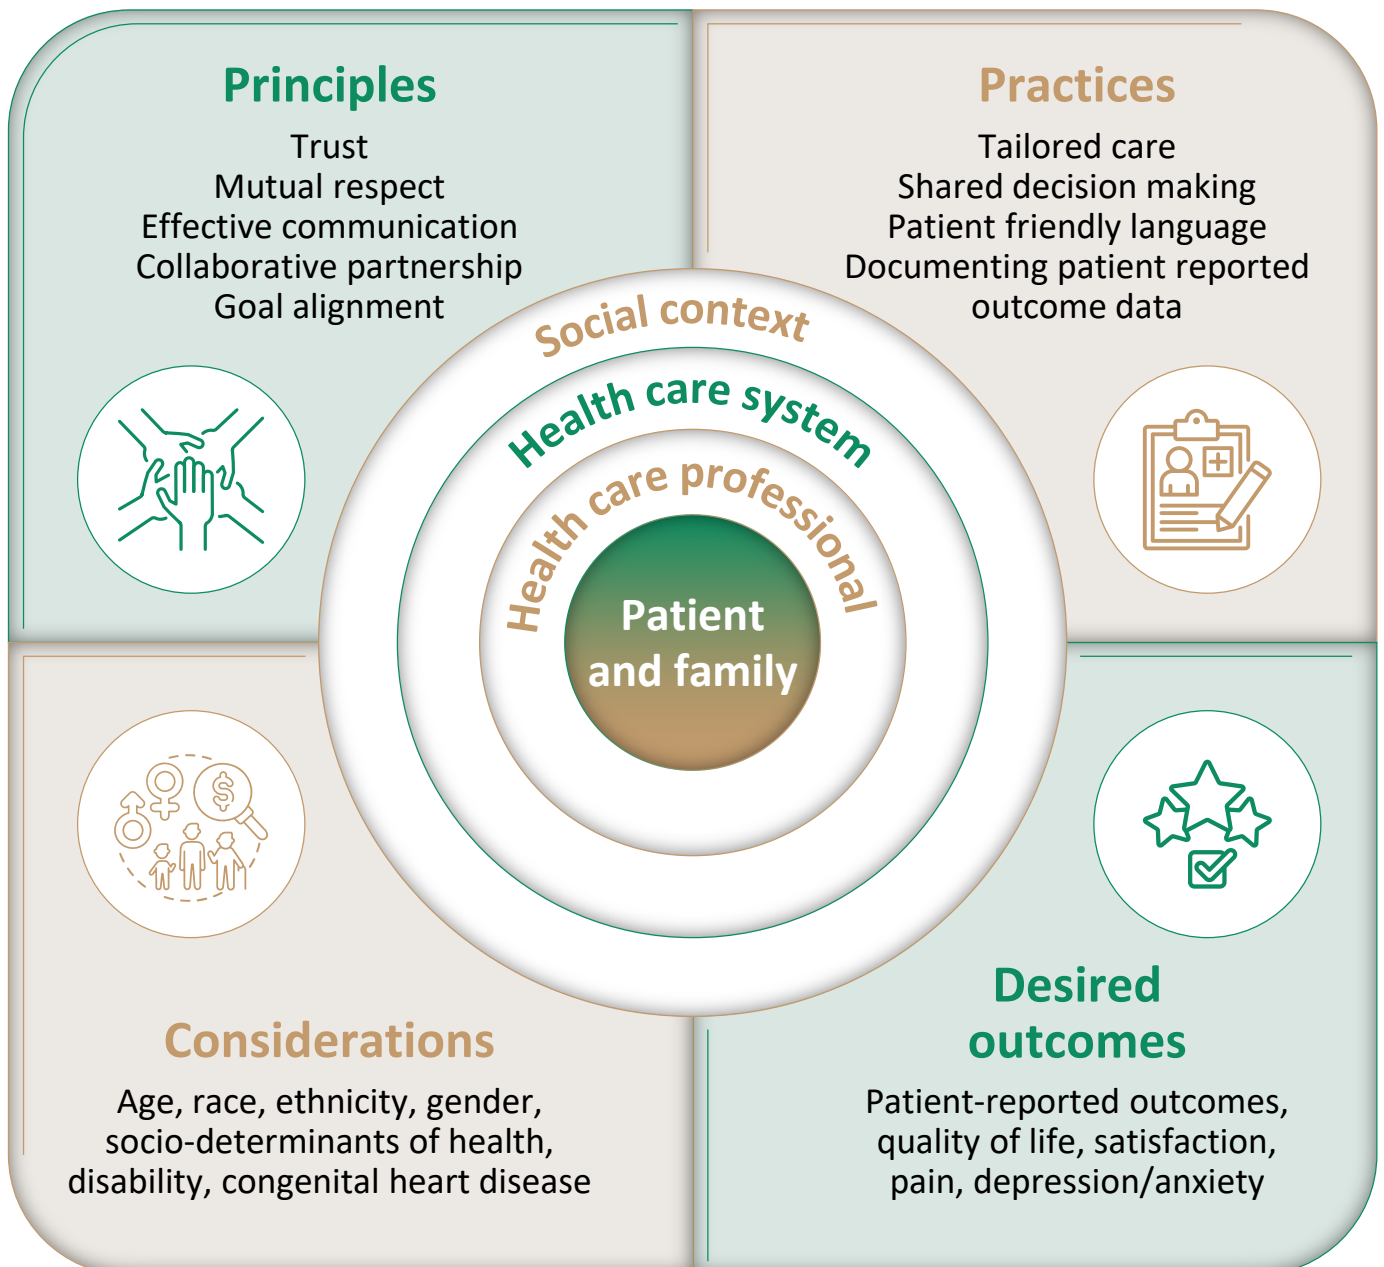 Principles
Trust
Mutual respect
Effective communication
Collaborative partnership
Goal alignment
Practices
Tailored care
Shared decision making
Patient friendly language
Documenting patient reported
outcome data
Social context
Health care system
Health care professional
Patient
and family
Considerations
Age, race, ethnicity, gender,
socio-determinants of health,
disability, congenital heart disease
Desired
outcomes
Patient-reported outcomes,
quality of life, satisfaction,
pain, depression/anxiety
$